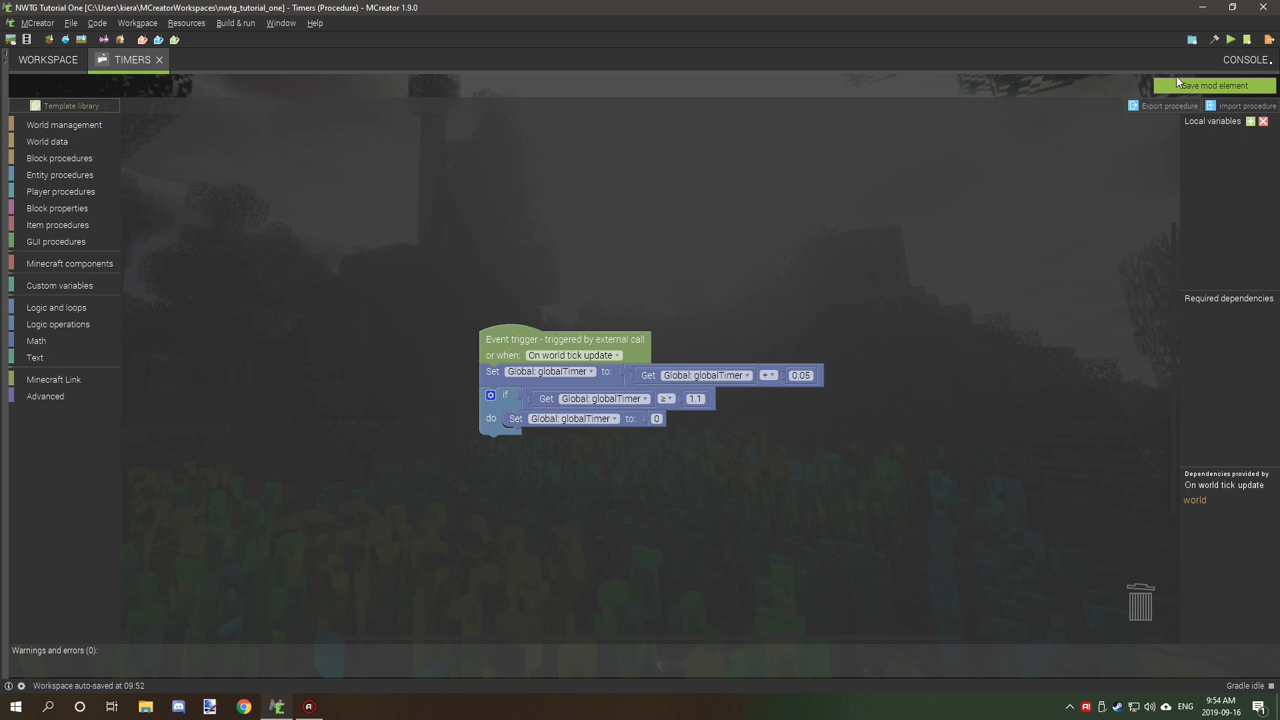 NWTG Tutorial One [C:\Users\kiera\MCreatorWorkspaces\nwtg_tutorial_one] - Timers (Procedure) - MCreator 1.9.0
MCreator File Code Workspace Resources Build & run Window Help
WORKSPACE TIMERS CONSOLE
Save mod element
Template library Export procedure Import procedure
World management
World data
Block procedures
Entity procedures
Player procedures
Block properties
Item procedures
GUI procedures
Minecraft components
Custom variables
Logic and loops
Logic operations
Math
Text
Minecraft Link
Advanced
Event trigger - triggered by external call
or when: On world tick update
Set Global: globalTimer to: Get Global: globalTimer + 0.05
if Get Global: globalTimer ≥ 1.1
do Set Global: globalTimer to: 0
Local variables
Required dependencies
Dependencies provided by
On world tick update
world
Warnings and errors (0):
Workspace auto-saved at 09:52 Gradle idle
ENG 9:54 AM
2019-09-16